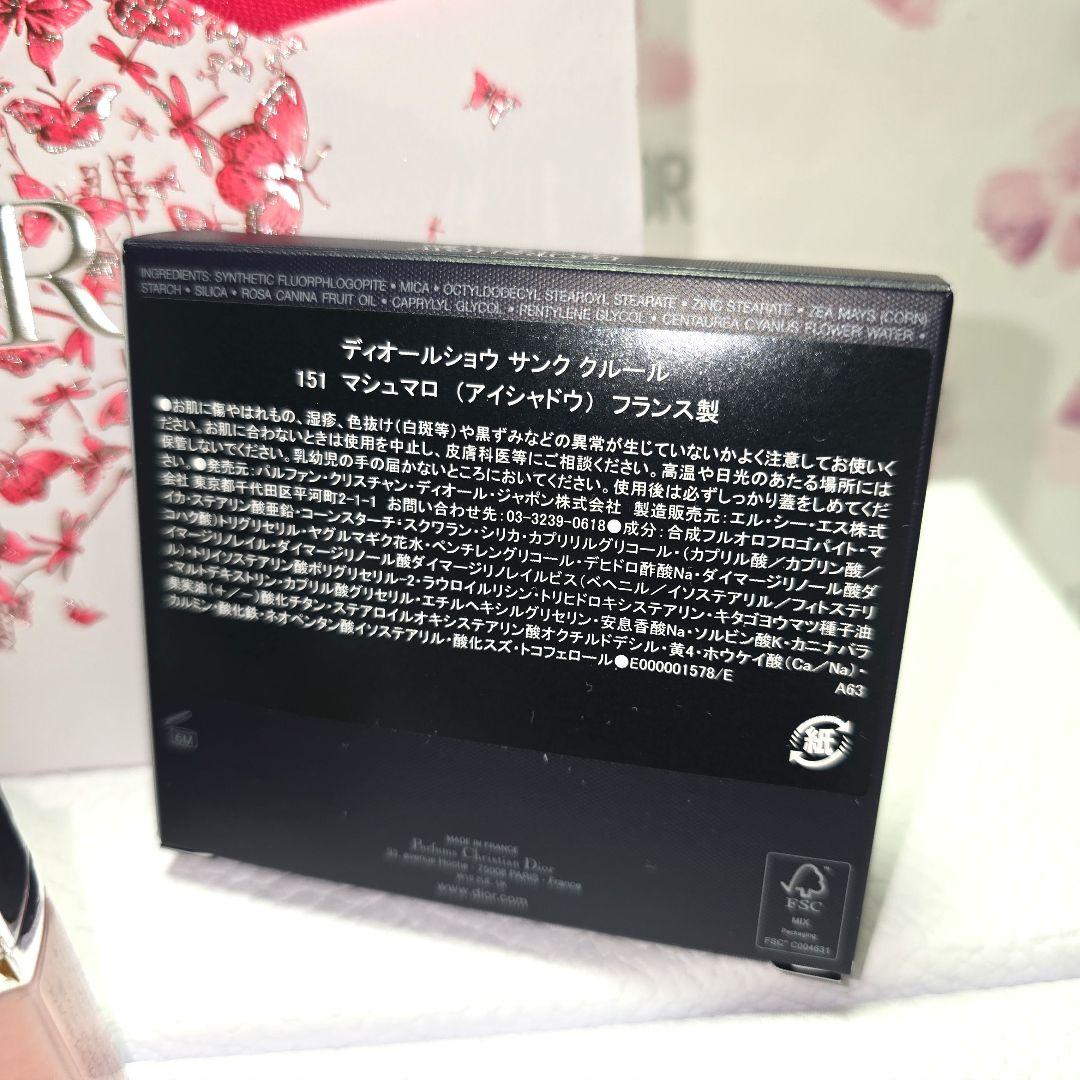 R
OR
INGREDIENTS: SYNTHETIC FLUORPHLOGOPITE • MICA • OCTYLDODECYL STEAROYL STEARATE • ZINC STEARATE • ZEA MAYS (CORN)
STARCH • SILICA • ROSA CANINA FRUIT OIL • CAPRYLYL GLYCOL • PENTYLENE GLYCOL • CENTAUREA CYANUS FLOWER WATER •
ディオールショウ サンク クルール
151 マシュマロ (アイシャドウ) フランス製
●お肌に傷やはれもの、湿疹、色抜け(白斑等)や黒ずみなどの異常が生じていないかよく注意してお使いく
ださい。お肌に合わないときは使用を中止し、皮膚科医等にご相談ください。高温や日光のあたる場所には
保管しないでください。乳幼児の手の届かないところにおいてください。使用後は必ずしっかり蓋をしめてくだ
さい。●発売元:パルファン・クリスチャン・ディオール・ジャポン株式会社 製造販売元:エル・シー・エス株式
会社 東京都千代田区平河町2-1-1 お問い合わせ先:03-3239-0618●成分:合成フルオロフロゴパイト・マ
イカ・ステアリン酸亜鉛・コーンスターチ・スクワラン・シリカ・カプリリルグリコール・(カプリル酸/カプリン酸/
コハク酸)トリグリセリル・ヤグルマギク花水・ペンチレングリコール・デヒドロ酢酸Na・ダイマージリノール酸ダ
イマージリノレイル・ダイマージリノール酸ダイマージリノレイルビス(ベヘニル/イソステアリル/フィトステリ
ル)・トリイソステアリン酸ポリグリセリル-2・ラウロイルリシン・トリヒドロキシステアリン・キタゴヨウマツ種子油
・マルトデキストリン・カプリル酸グリセリル・エチルヘキシルグリセリン・安息香酸Na・ソルビン酸K・カニナバラ
果実油(+/-)酸化チタン・ステアロイルオキシステアリン酸オクチルドデシル・黄4・ホウケイ酸(Ca/Na)・
カルミン・酸化鉄・ネオペンタン酸イソステアリル・酸化スズ・トコフェロール●E000001578/E
A63
紙
6M
MADE IN FRANCE
Parfums Christian Dior
33, avenue Hoche - 75008 PARIS - France
www.dior.com
FSC
MIX
Packaging
FSC® C004631